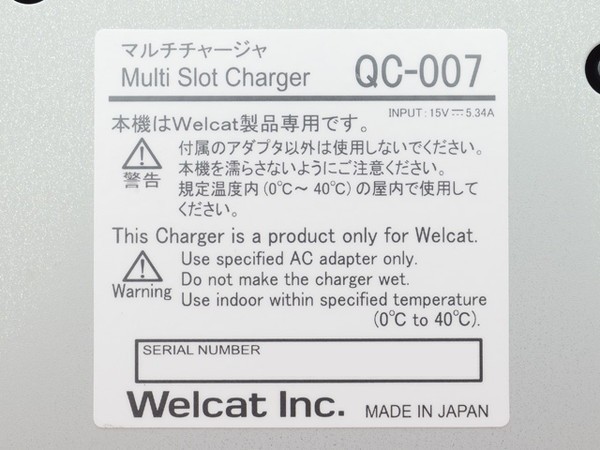 マルチチャージャ
Multi Slot Charger QC-007
INPUT : 15V⎓5.34A
本機はWelcat製品専用です。
付属のアダプタ以外は使用しないでください。
本機を濡らさないようにご注意ください。
警告
規定温度内(0℃～40℃)の屋内で使用して
ください。
This Charger is a product only for Welcat.
Use specified AC adapter only.
Do not make the charger wet.
Warning
Use indoor within specified temperature
(0℃ to 40℃).
SERIAL NUMBER
Welcat Inc. MADE IN JAPAN